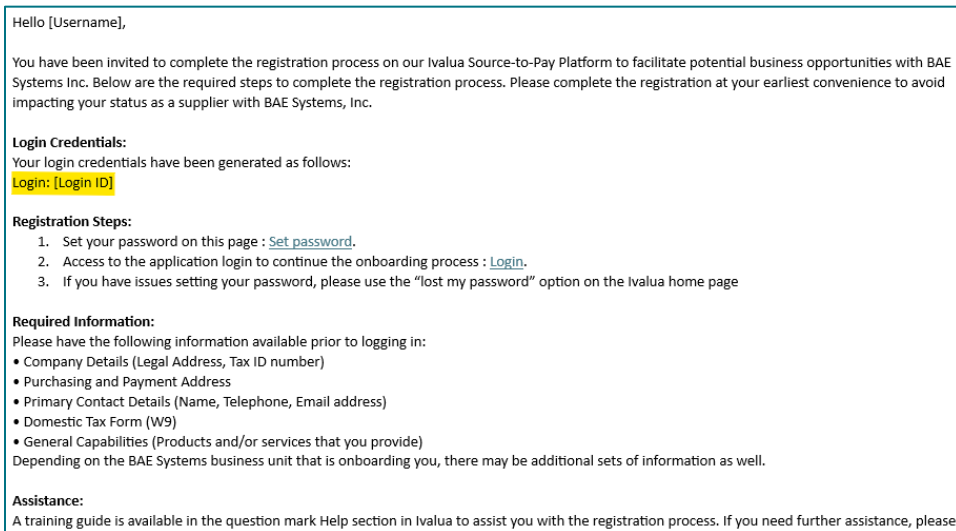 Hello [Username],
You have been invited to complete the registration process on our Ivalua Source-to-Pay Platform to facilitate potential business opportunities with BAE
Systems Inc. Below are the required steps to complete the registration process. Please complete the registration at your earliest convenience to avoid
impacting your status as a supplier with BAE Systems, Inc.
Login Credentials:
Your login credentials have been generated as follows:
Login: [Login ID]
Registration Steps:
1. Set your password on this page : Set password.
2. Access to the application login to continue the onboarding process : Login.
3. If you have issues setting your password, please use the “lost my password” option on the Ivalua home page
Required Information:
Please have the following information available prior to logging in:
• Company Details (Legal Address, Tax ID number)
• Purchasing and Payment Address
• Primary Contact Details (Name, Telephone, Email address)
• Domestic Tax Form (W9)
• General Capabilities (Products and/or services that you provide)
Depending on the BAE Systems business unit that is onboarding you, there may be additional sets of information as well.
Assistance:
A training guide is available in the question mark Help section in Ivalua to assist you with the registration process. If you need further assistance, please